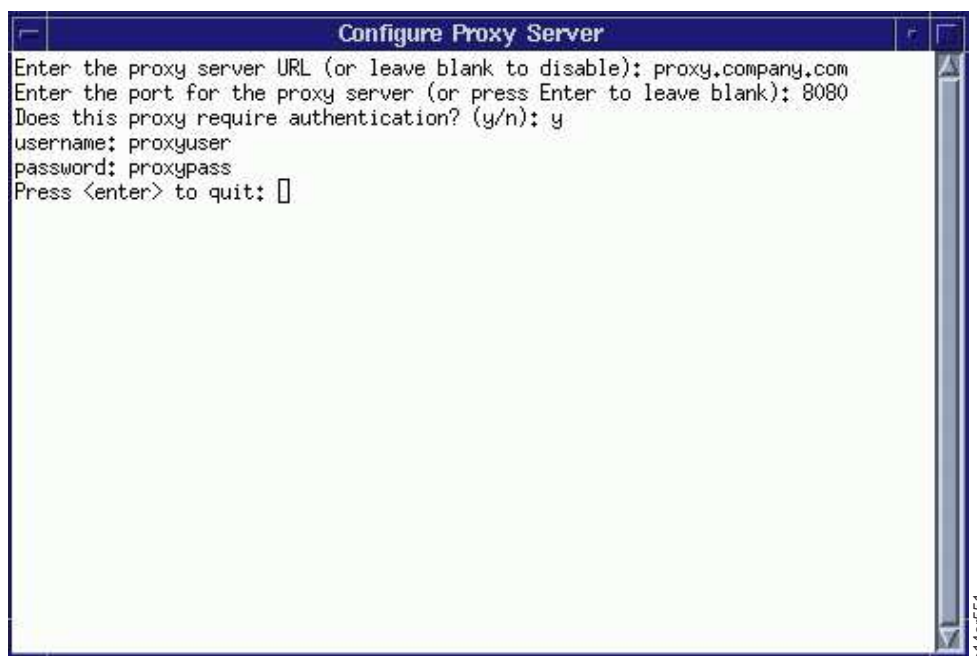 Configure Proxy Server
Enter the proxy server URL (or leave blank to disable): proxy.company.com
Enter the port for the proxy server (or press Enter to leave blank): 8080
Does this proxy require authentication? (y/n): y
username: proxyuser
password: proxypass
Press <enter> to quit: